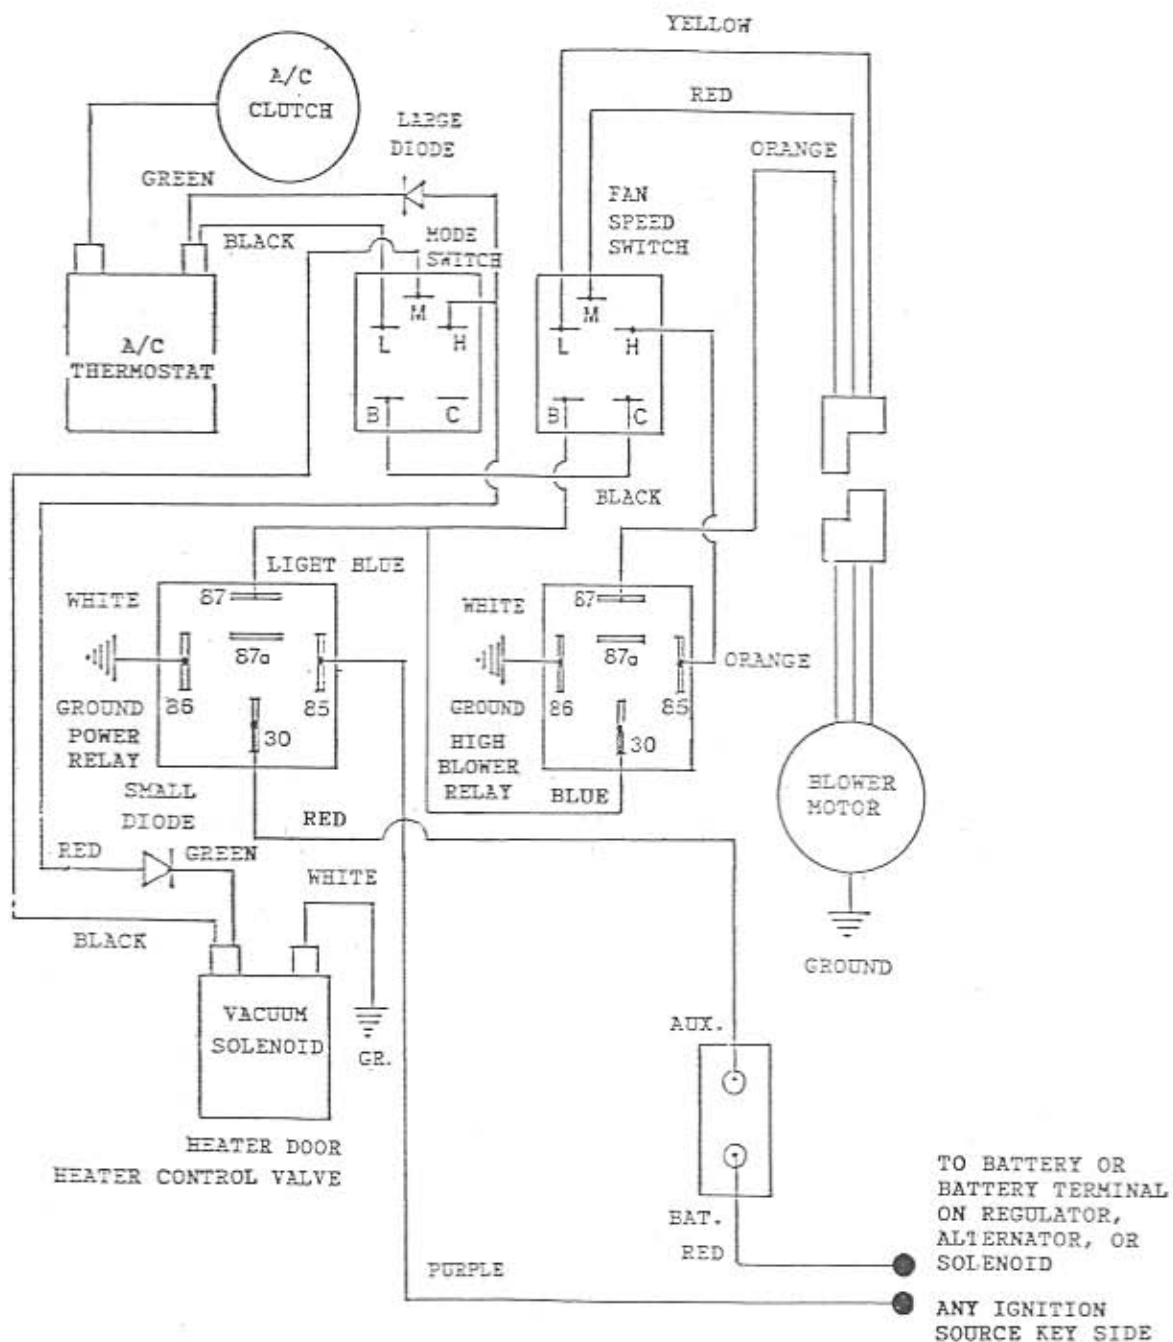 YELLOW
A/C
CLUTCH
RED
LARGE
DIODE
ORANGE
GREEN
FAN
SPEED
SWITCH
BLACK
MODE
SWITCH
M
L
H
B
C
M
L
H
B
C
A/C
THERMOSTAT
BLACK
LIGHT BLUE
WHITE
87
87a
86
85
30
GROUND
POWER
RELAY
WHITE
87
87a
86
85
30
ORANGE
GROUND
HIGH
BLOWER
RELAY
BLUE
BLOWER
MOTOR
SMALL
DIODE
RED
RED
GREEN
WHITE
BLACK
GROUND
VACUUM
SOLENOID
GR.
AUX.
HEATER DOOR
HEATER CONTROL VALVE
BAT.
RED
PURPLE
TO BATTERY OR
BATTERY TERMINAL
ON REGULATOR,
ALTERNATOR, OR
SOLENOID
ANY IGNITION
SOURCE KEY SIDE